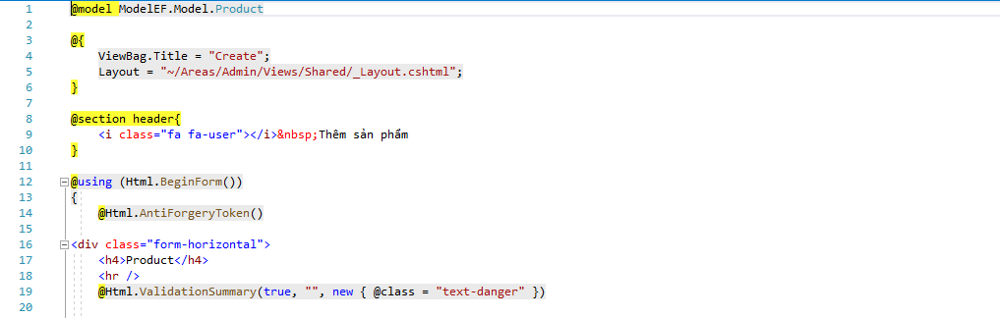 1 @model ModelEF.Model.Product
2
3 @{
4 ViewBag.Title = "Create";
5 Layout = "~/Areas/Admin/Views/Shared/_Layout.cshtml";
6 }
7
8 @section header{
9 <i class="fa fa-user"></i>&nbsp;Thêm sản phẩm
10 }
11
12 @using (Html.BeginForm())
13 {
14 @Html.AntiForgeryToken()
15
16 <div class="form-horizontal">
17 <h4>Product</h4>
18 <hr />
19 @Html.ValidationSummary(true, "", new { @class = "text-danger" })
20